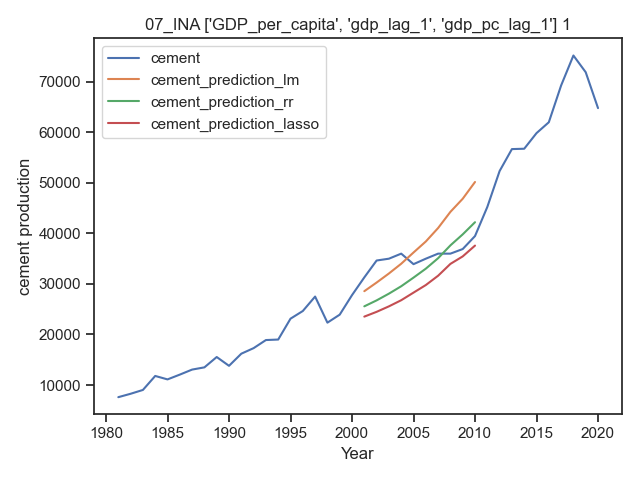 07_INA ['GDP_per_capita', 'gdp_lag_1', 'gdp_pc_lag_1'] 1
cement
cement_prediction_lm
cement_prediction_rr
cement_prediction_lasso
cement production
70000
60000
50000
40000
30000
20000
10000
1980 1985 1990 1995 2000 2005 2010 2015 2020
Year